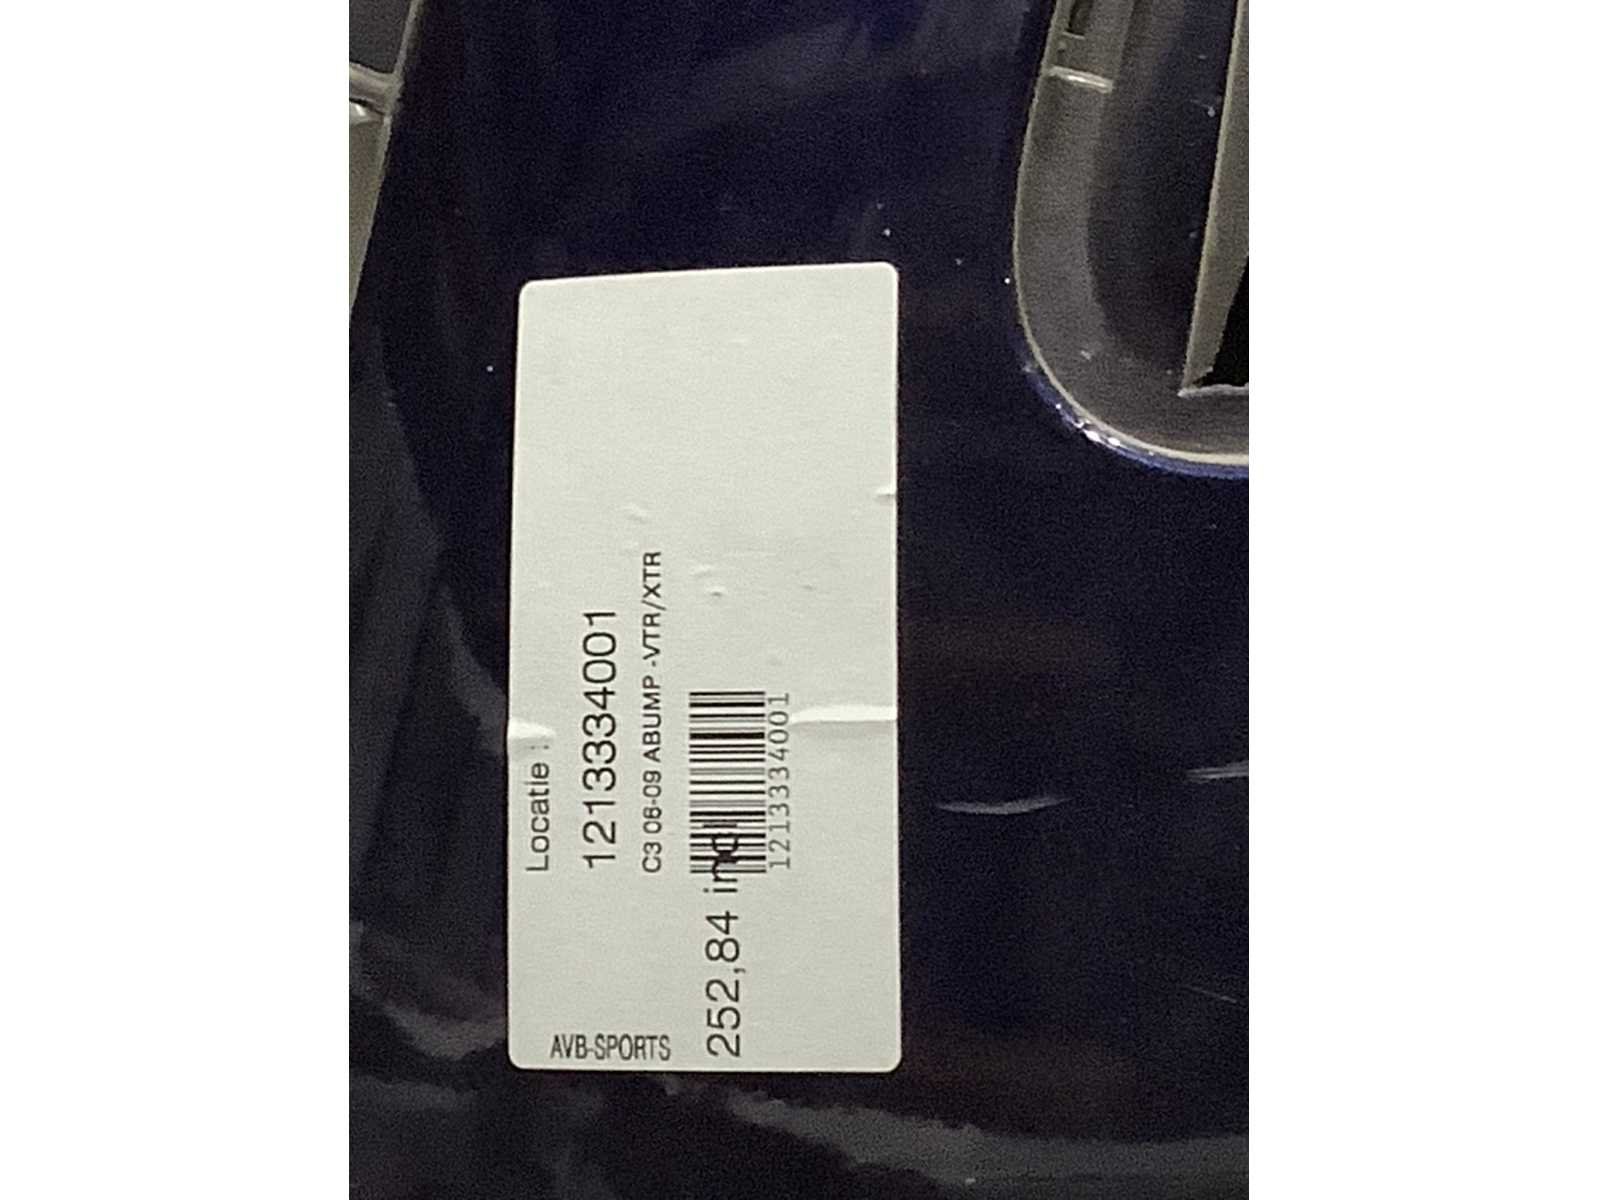 Locatie :
1213334001
C3 06-09 ABUMP -VTR/XTR
1213334001
252,84 incl
AVB-SPORTS